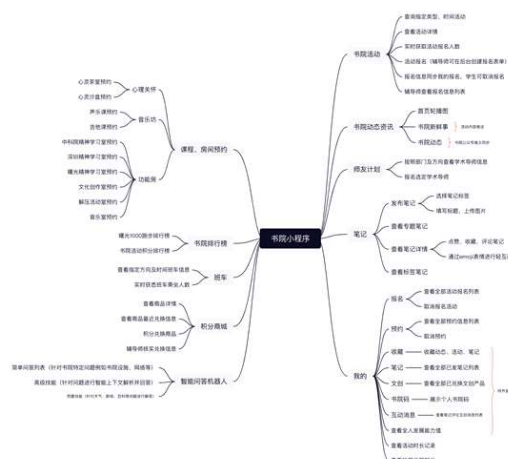 书院小程序
课程、房间预约
心理关怀
心灵家室预约
心灵沙盘预约
音乐坊
声乐课预约
吉他课预约
功能房
中科院精神学习室预约
深圳精神学习室预约
曙光精神学习室预约
文化创作室预约
解压活动室预约
音乐室预约
书院排行榜
曙光1000跑步排行榜
书院活动积分排行榜
班车
查看指定方向及时间班车信息
实时获悉班车乘坐人数
积分商城
查看商品详情
查看商品最近兑换信息
积分兑换商品
辅导师核实兑换信息
智能问答机器人
简单问答列表（针对书院特定问题例如书院设施、网络等）
高级技能（针对问题进行智能上下文解析并回答）
书院活动
查询指定类型、时间活动
查看活动详情
实时获取活动报名人数
活动报名（辅导师可在后台创建报名表单）
报名信息同步我的报名，学生可取消报名
辅导师查看报名信息列表
书院动态资讯
首页轮播图
书院新鲜事
书院动态
师友计划
按照部门及方向查看学术导师信息
报名选定学术导师
笔记
发布笔记
选择笔记标签
填写标题、上传图片
查看专题笔记
查看笔记详情
点赞、收藏、评论笔记
通过emoji表情进行轻互
查看标签笔记
我的
报名
查看全部活动报名列表
取消报名活动
预约
查看全部预约信息列表
取消预约
收藏
收藏动态、活动、笔记
笔记
查看全部已发笔记列表
文创
查看全部已兑换文创产品
书院码
展示个人书院码
互动消息
查看全人发展能力值
查看活动时长记录